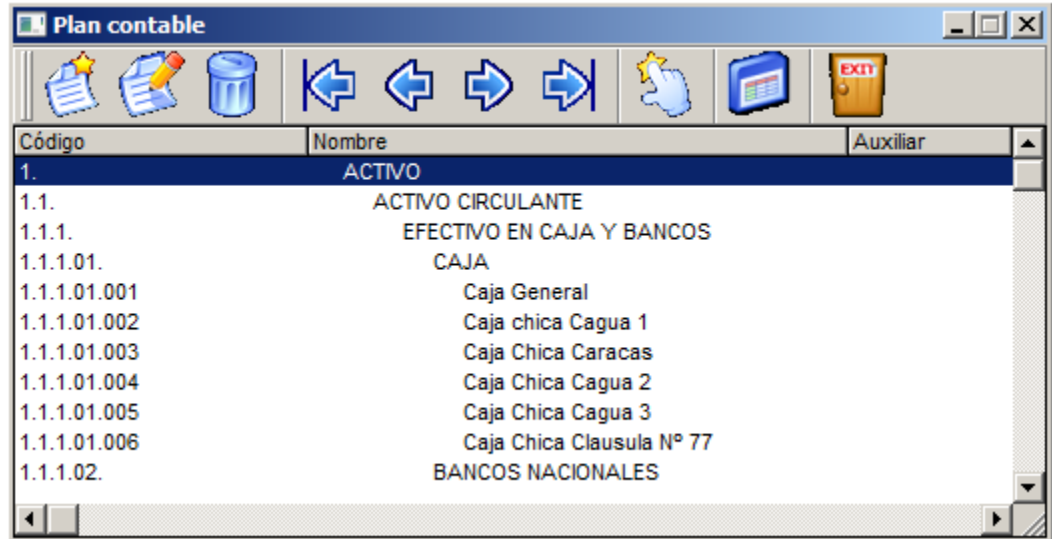 Plan contable
EXIT
Código Nombre Auxiliar
1. ACTIVO
1.1. ACTIVO CIRCULANTE
1.1.1. EFECTIVO EN CAJA Y BANCOS
1.1.1.01. CAJA
1.1.1.01.001 Caja General
1.1.1.01.002 Caja chica Cagua 1
1.1.1.01.003 Caja Chica Caracas
1.1.1.01.004 Caja Chica Cagua 2
1.1.1.01.005 Caja Chica Cagua 3
1.1.1.01.006 Caja Chica Clausula Nº 77
1.1.1.02. BANCOS NACIONALES